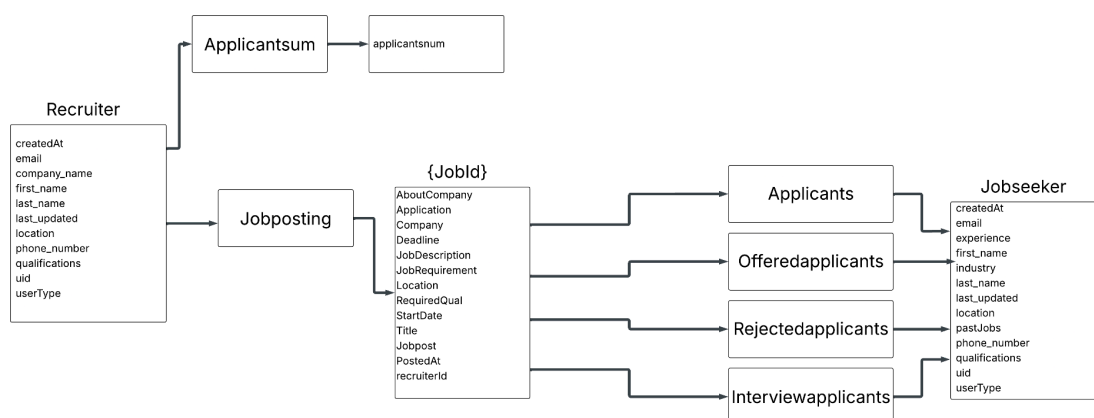 Applicantsum
applicantsnum
Recruiter
createdAt
email
company_name
first_name
last_name
last_updated
location
phone_number
qualifications
uid
userType
Jobposting
{JobId}
AboutCompany
Application
Company
Deadline
JobDescription
JobRequirement
Location
RequiredQual
StartDate
Title
Jobpost
PostedAt
recruiterId
Applicants
Offeredapplicants
Rejectedapplicants
Interviewapplicants
Jobseeker
createdAt
email
experience
first_name
industry
last_name
last_updated
location
pastJobs
phone_number
qualifications
uid
userType